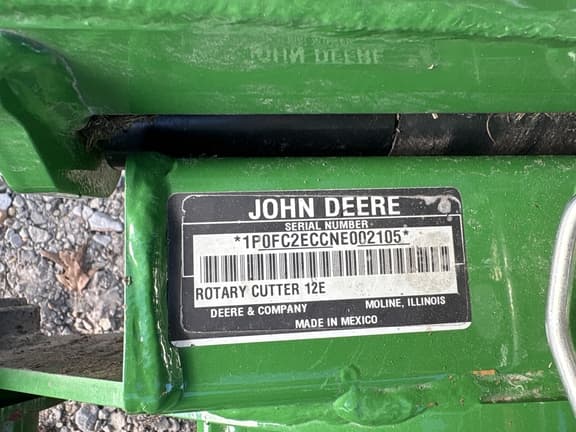 JOHN DEERE
JOHN DEERE
SERIAL NUMBER
*1P0FC2ECCNE002105*
ROTARY CUTTER 12E
DEERE & COMPANY MOLINE, ILLINOIS
MADE IN MEXICO